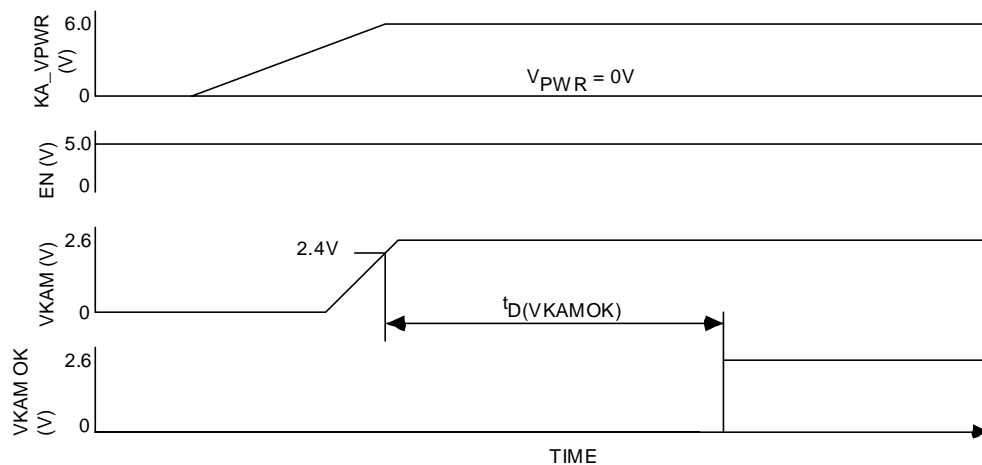 6.0
KA_VPWR
(V)
0
VPWR = 0V
5.0
EN (V)
0
2.6
2.4V
VKAM (V)
0
tD(VKAMOK)
2.6
VKAM OK
(V)
0
TIME